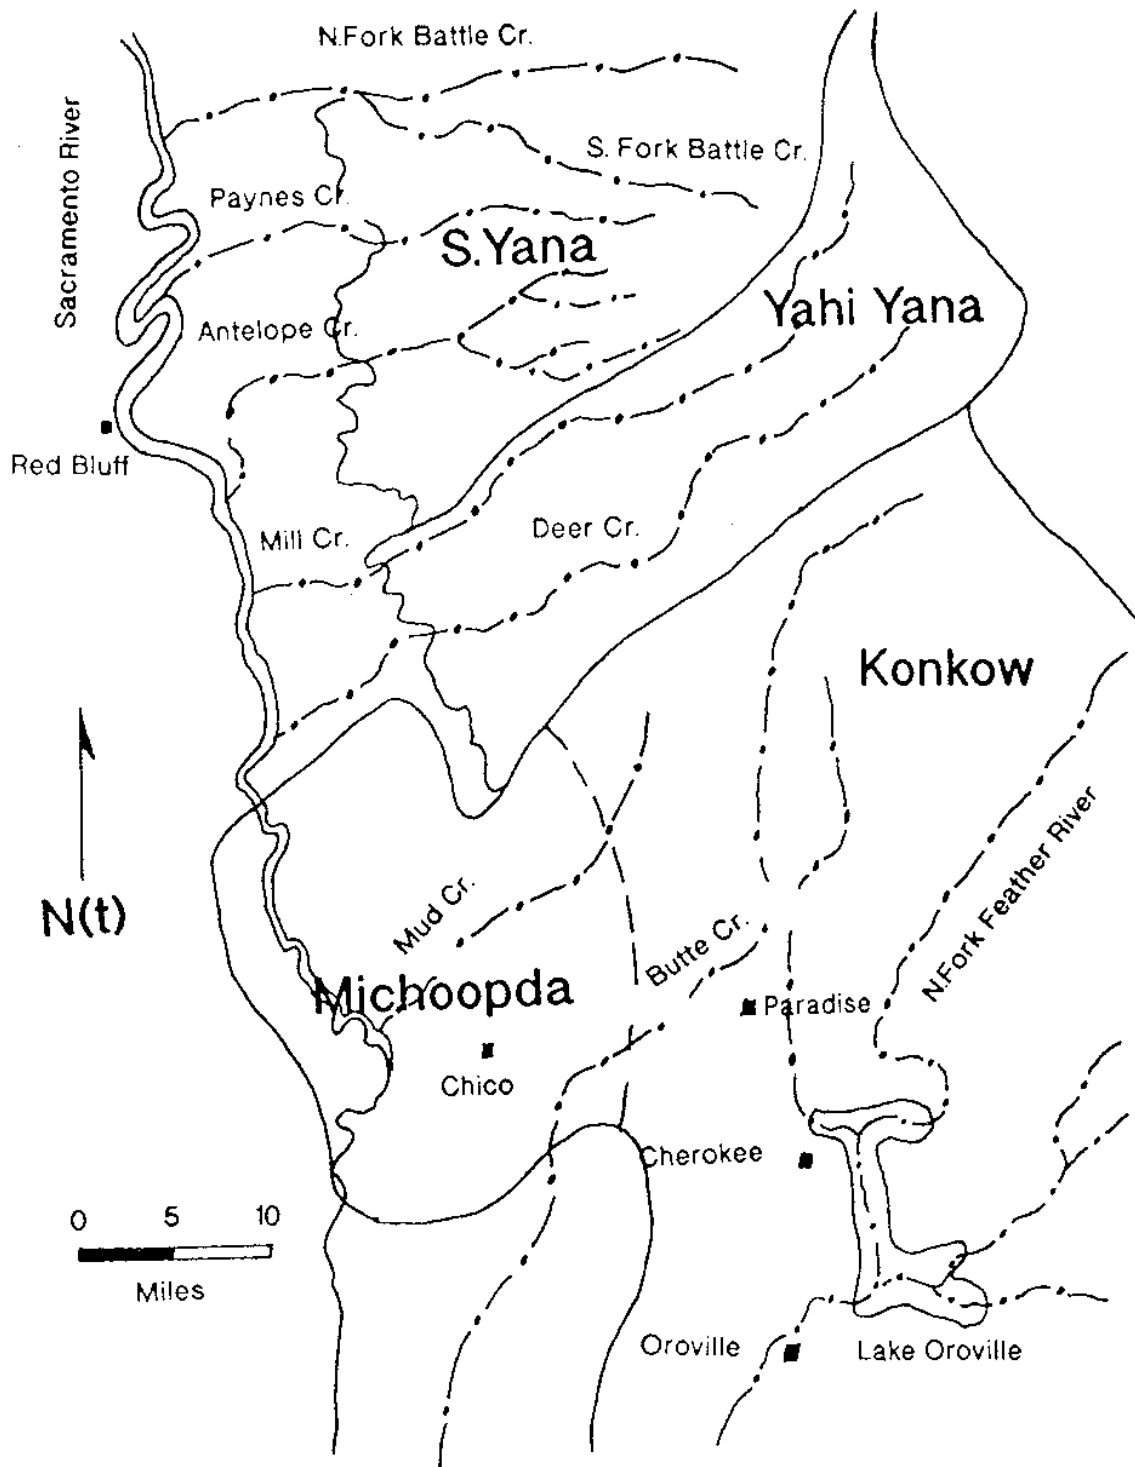 N.Fork Battle Cr.
Sacramento River
S. Fork Battle Cr.
Paynes Cr.
S.Yana
Yahi Yana
Antelope Cr.
Red Bluff
Mill Cr.
Deer Cr.
Konkow
N(t)
Mud Cr.
Butte Cr.
N.Fork Feather River
Michoopda
Paradise
Chico
Cherokee
0 5 10
Miles
Oroville
Lake Oroville